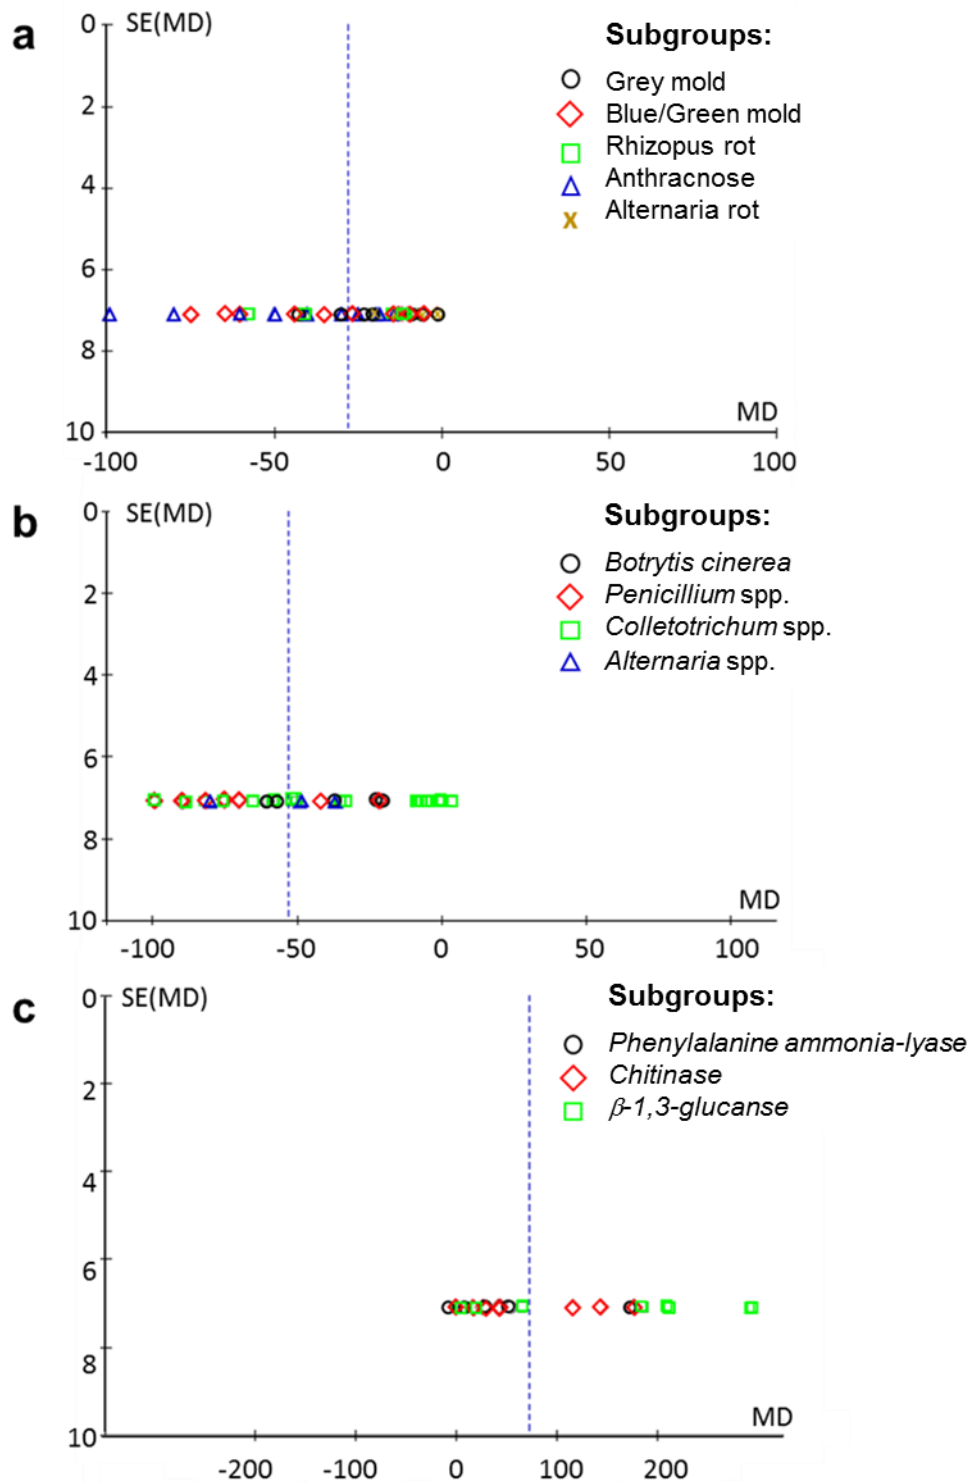 a
SE(MD)
Subgroups:
Grey mold
Blue/Green mold
Rhizopus rot
Anthracnose
X Alternaria rot
0
2
4
6
8
10
MD
-100 -50 0 50 100
b
SE(MD)
Subgroups:
Botrytis cinerea
Penicillium spp.
Colletotrichum spp.
Alternaria spp.
0
2
4
6
8
10
MD
-100 -50 0 50 100
c
SE(MD)
Subgroups:
Phenylalanine ammonia-lyase
Chitinase
β-1,3-glucanse
0
2
4
6
8
10
MD
-200 -100 0 100 200